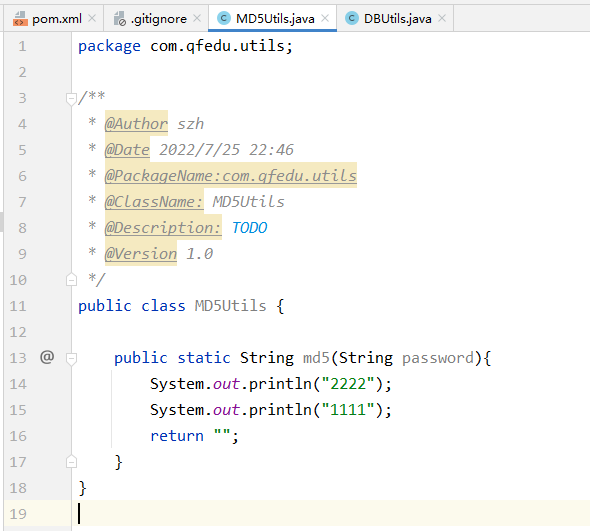 pom.xml .gitignore MD5Utils.java DBUtils.java
1 package com.qfedu.utils;
2
3 /**
4 * @Author szh
5 * @Date 2022/7/25 22:46
6 * @PackageName:com.qfedu.utils
7 * @ClassName: MD5Utils
8 * @Description: TODO
9 * @Version 1.0
10 */
11 public class MD5Utils {
12
13 @ public static String md5(String password){
14 System.out.println("2222");
15 System.out.println("1111");
16 return "";
17 }
18 }
19